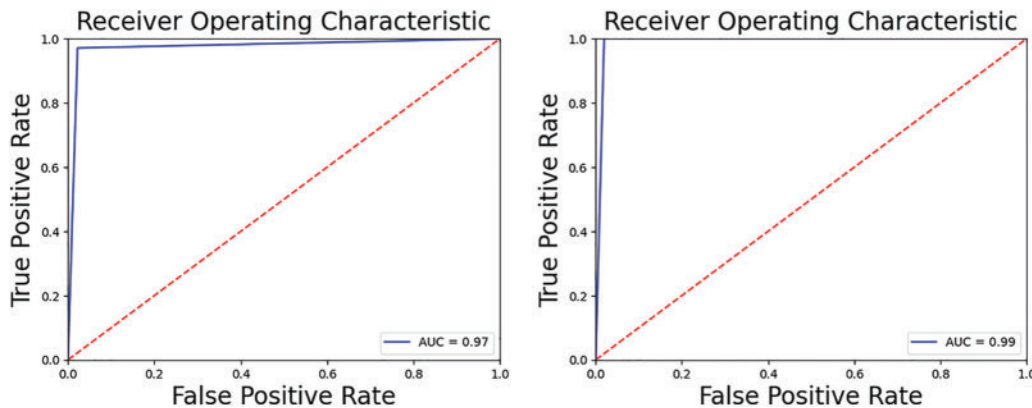 Receiver Operating Characteristic
True Positive Rate
1.0
0.8
0.6
0.4
0.2
0.0
0.0 0.2 0.4 0.6 0.8 1.0
False Positive Rate
AUC = 0.97
Receiver Operating Characteristic
True Positive Rate
1.0
0.8
0.6
0.4
0.2
0.0
0.0 0.2 0.4 0.6 0.8 1.0
False Positive Rate
AUC = 0.99